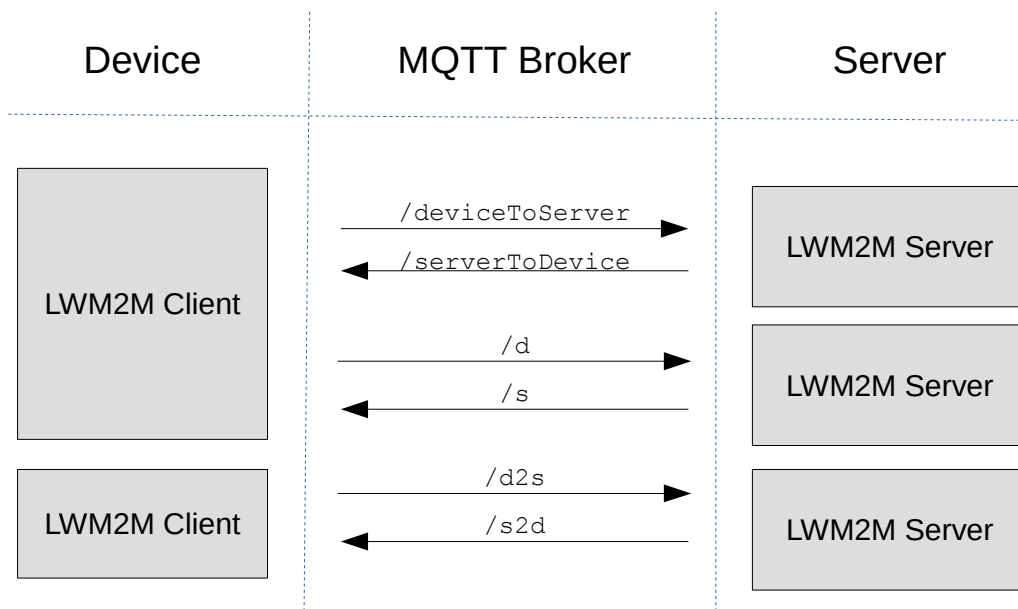 Device
MQTT Broker
Server
/deviceToServer
/serverToDevice
LWM2M Server
LWM2M Client
/d
/s
LWM2M Server
/d2s
/s2d
LWM2M Client
LWM2M Server